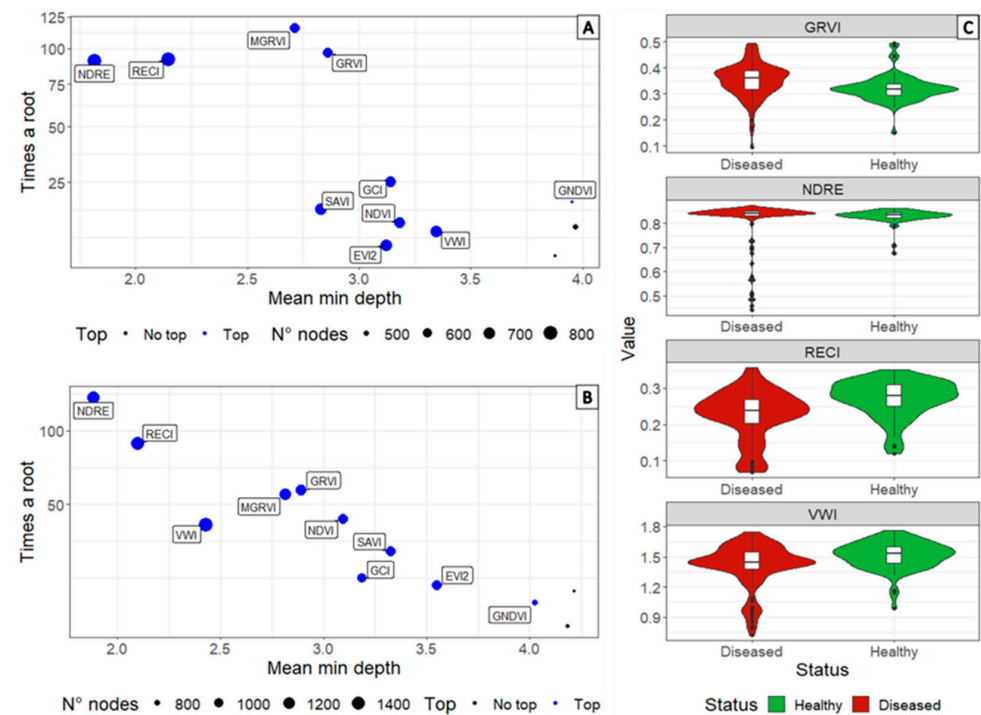 A
125
100
75
50
25
Times a root
MGRVI
GRVI
NDRE
RECI
GCI
SAVI
NDVI
VWI
EVI2
GNDVI
2.0 2.5 3.0 3.5 4.0
Mean min depth
Top No top Top N° nodes 500 600 700 800
B
100
50
Times a root
NDRE
RECI
VWI
MGRVI
GRVI
NDVI
SAVI
GCI
EVI2
GNDVI
2.0 2.5 3.0 3.5 4.0
Mean min depth
N° nodes 800 1000 1200 1400 Top No top Top
C
Value
GRVI
0.5
0.4
0.3
0.2
0.1
Diseased Healthy
NDRE
0.8
0.7
0.6
0.5
Diseased Healthy
RECI
0.3
0.2
0.1
Diseased Healthy
VWI
1.8
1.5
1.2
0.9
Diseased Healthy
Status
Status Healthy Diseased